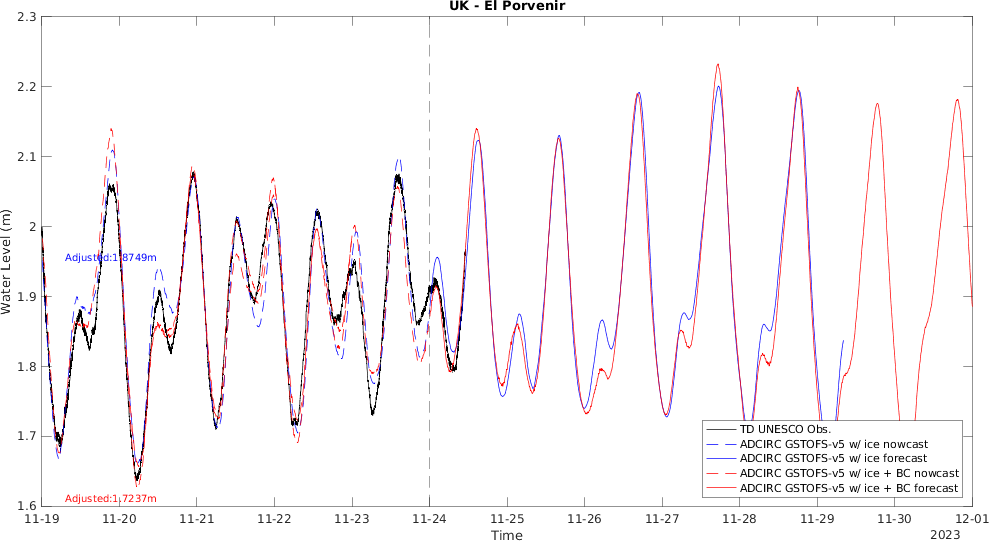 UK - El Porvenir
2.3
2.2
2.1
2
1.9
1.8
1.7
1.6
Water Level (m)
Adjusted:1.8749m
Adjusted:1.7237m
TD UNESCO Obs.
ADCIRC GSTOFS-v5 w/ ice nowcast
ADCIRC GSTOFS-v5 w/ ice forecast
ADCIRC GSTOFS-v5 w/ ice + BC nowcast
ADCIRC GSTOFS-v5 w/ ice + BC forecast
11-19 11-20 11-21 11-22 11-23 11-24 11-25 11-26 11-27 11-28 11-29 11-30 12-01
Time
2023